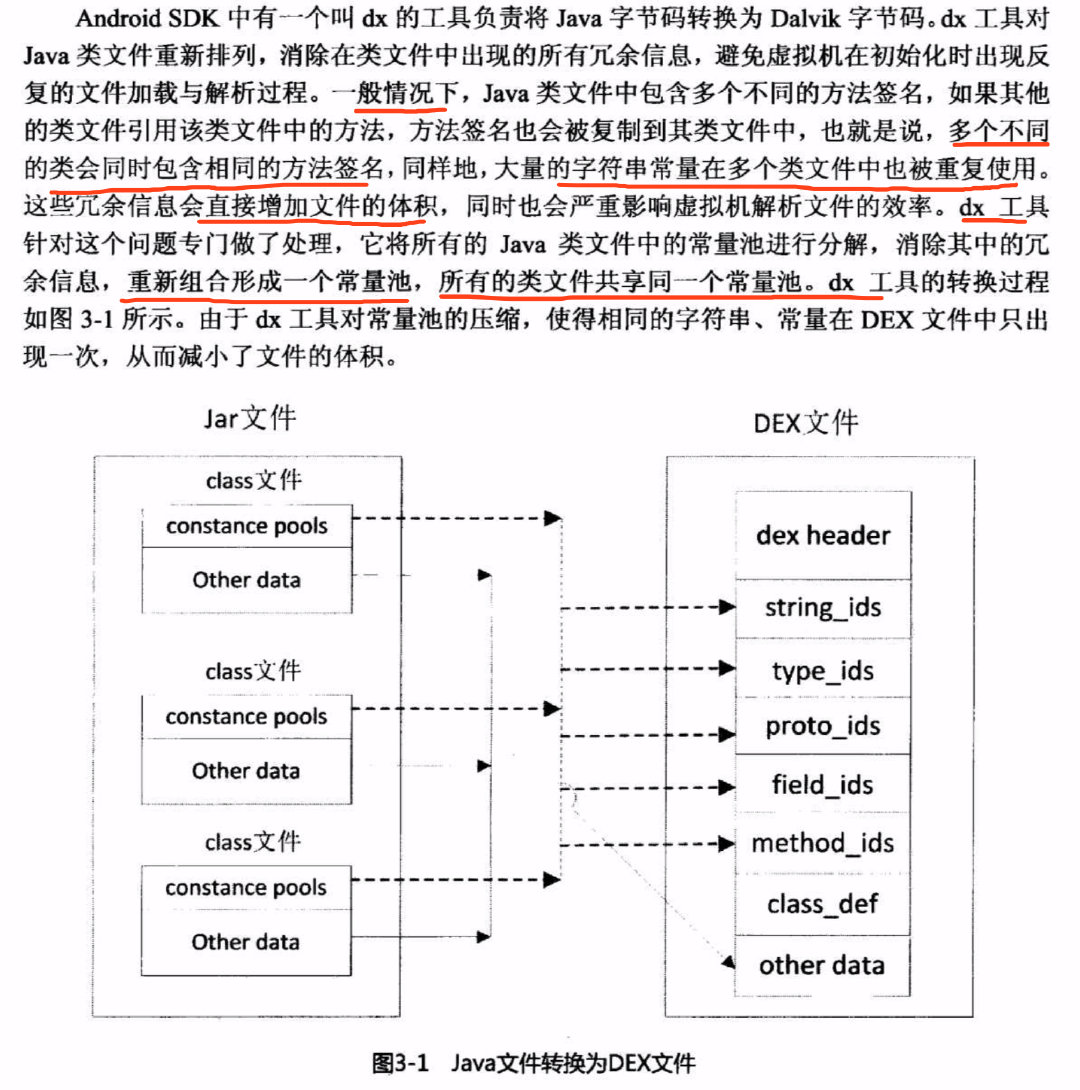 Android SDK 中有一个叫 dx 的工具负责将 Java 字节码转换为 Dalvik 字节码。dx 工具对
Java 类文件重新排列，消除在类文件中出现的所有冗余信息，避免虚拟机在初始化时出现反
复的文件加载与解析过程。一般情况下，Java 类文件中包含多个不同的方法签名，如果其他
的类文件引用该类文件中的方法，方法签名也会被复制到其类文件中，也就是说，多个不同
的类会同时包含相同的方法签名，同样地，大量的字符串常量在多个类文件中也被重复使用。
这些冗余信息会直接增加文件的体积，同时也会严重影响虚拟机解析文件的效率。dx 工具
针对这个问题专门做了处理，它将所有的 Java 类文件中的常量池进行分解，消除其中的冗
余信息，重新组合形成一个常量池，所有的类文件共享同一个常量池。dx 工具的转换过程
如图 3-1 所示。由于 dx 工具对常量池的压缩，使得相同的字符串、常量在 DEX 文件中只出
现一次，从而减小了文件的体积。
Jar文件
class文件
constance pools
Other data
class文件
constance pools
Other data
class文件
constance pools
Other data
DEX文件
dex header
string_ids
type_ids
proto_ids
field_ids
method_ids
class_def
other data
图3-1 Java文件转换为DEX文件